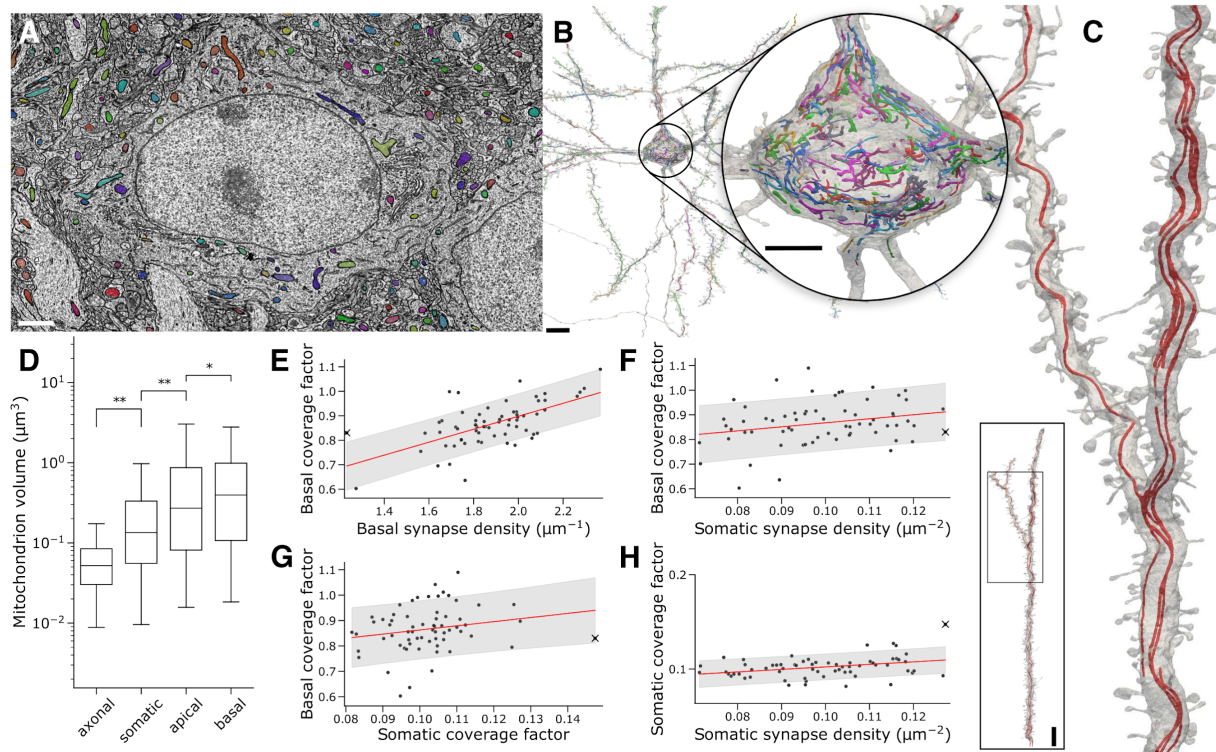 A
B
C
D
Mitochondrion volume (μm³)
10¹
10⁰
10⁻¹
10⁻²
** ** *
axonal somatic apical basal
E
Basal coverage factor
1.1
1.0
0.9
0.8
0.7
0.6
1.4 1.6 1.8 2.0 2.2
Basal synapse density (μm⁻¹)
F
Basal coverage factor
1.1
1.0
0.9
0.8
0.7
0.6
0.08 0.09 0.10 0.11 0.12
Somatic synapse density (μm⁻²)
G
Basal coverage factor
1.1
1.0
0.9
0.8
0.7
0.6
0.08 0.09 0.10 0.11 0.12 0.13 0.14
Somatic coverage factor
H
Somatic coverage factor
0.2
0.1
0.08 0.09 0.10 0.11 0.12
Somatic synapse density (μm⁻²)